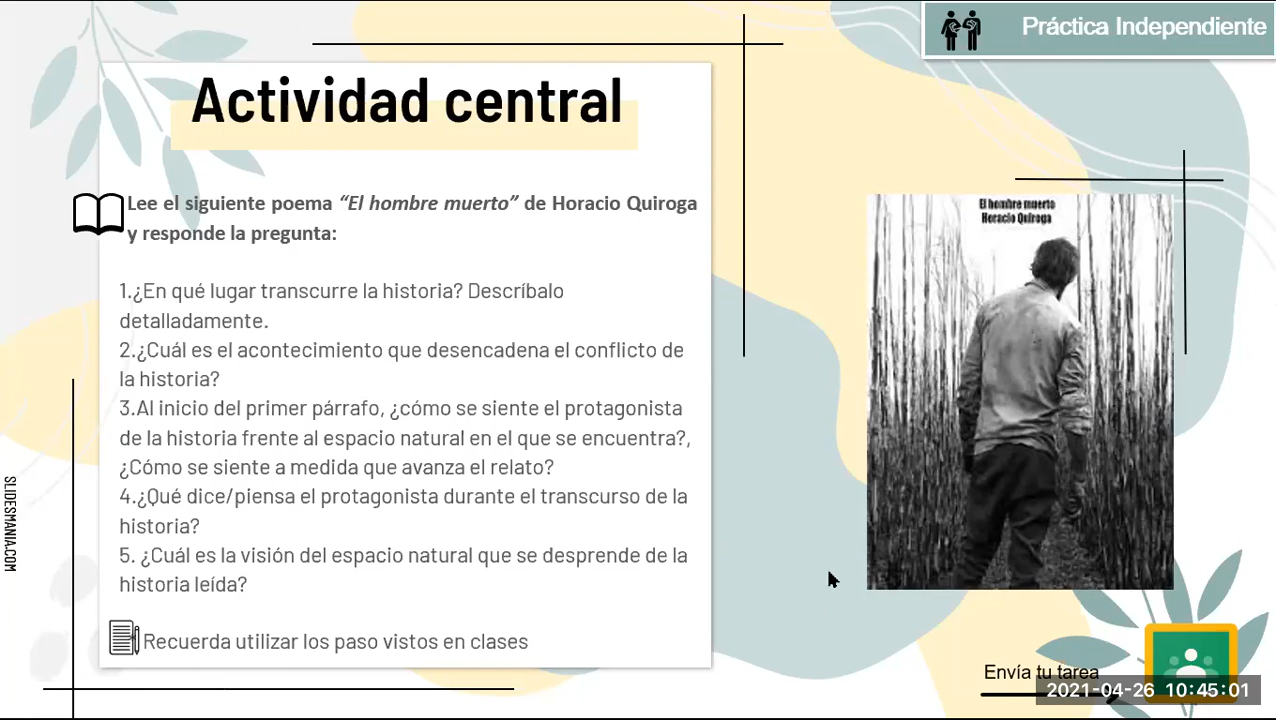 Práctica Independiente
Actividad central
Lee el siguiente poema “El hombre muerto” de Horacio Quiroga
y responde la pregunta:
1.¿En qué lugar transcurre la historia? Descríbalo
detalladamente.
2.¿Cuál es el acontecimiento que desencadena el conflicto de
la historia?
3.Al inicio del primer párrafo, ¿cómo se siente el protagonista
de la historia frente al espacio natural en el que se encuentra?,
¿Cómo se siente a medida que avanza el relato?
4.¿Qué dice/piensa el protagonista durante el transcurso de la
historia?
5. ¿Cuál es la visión del espacio natural que se desprende de la
historia leída?
Recuerda utilizar los paso vistos en clases
El hombre muerto
Horacio Quiroga
SLIDESMANIA.COM
Envía tu tarea
2021-04-26 10:45:01